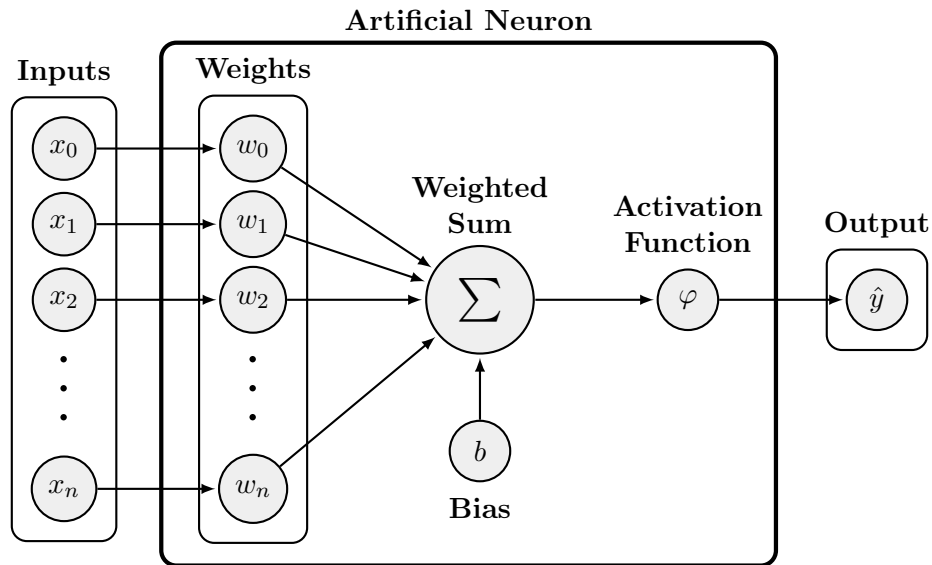 Artificial Neuron
Inputs
Weights
x₀
w₀
x₁
w₁
x₂
w₂
xₙ
wₙ
Weighted
Sum
∑
b
Bias
Activation
Function
φ
Output
ŷ